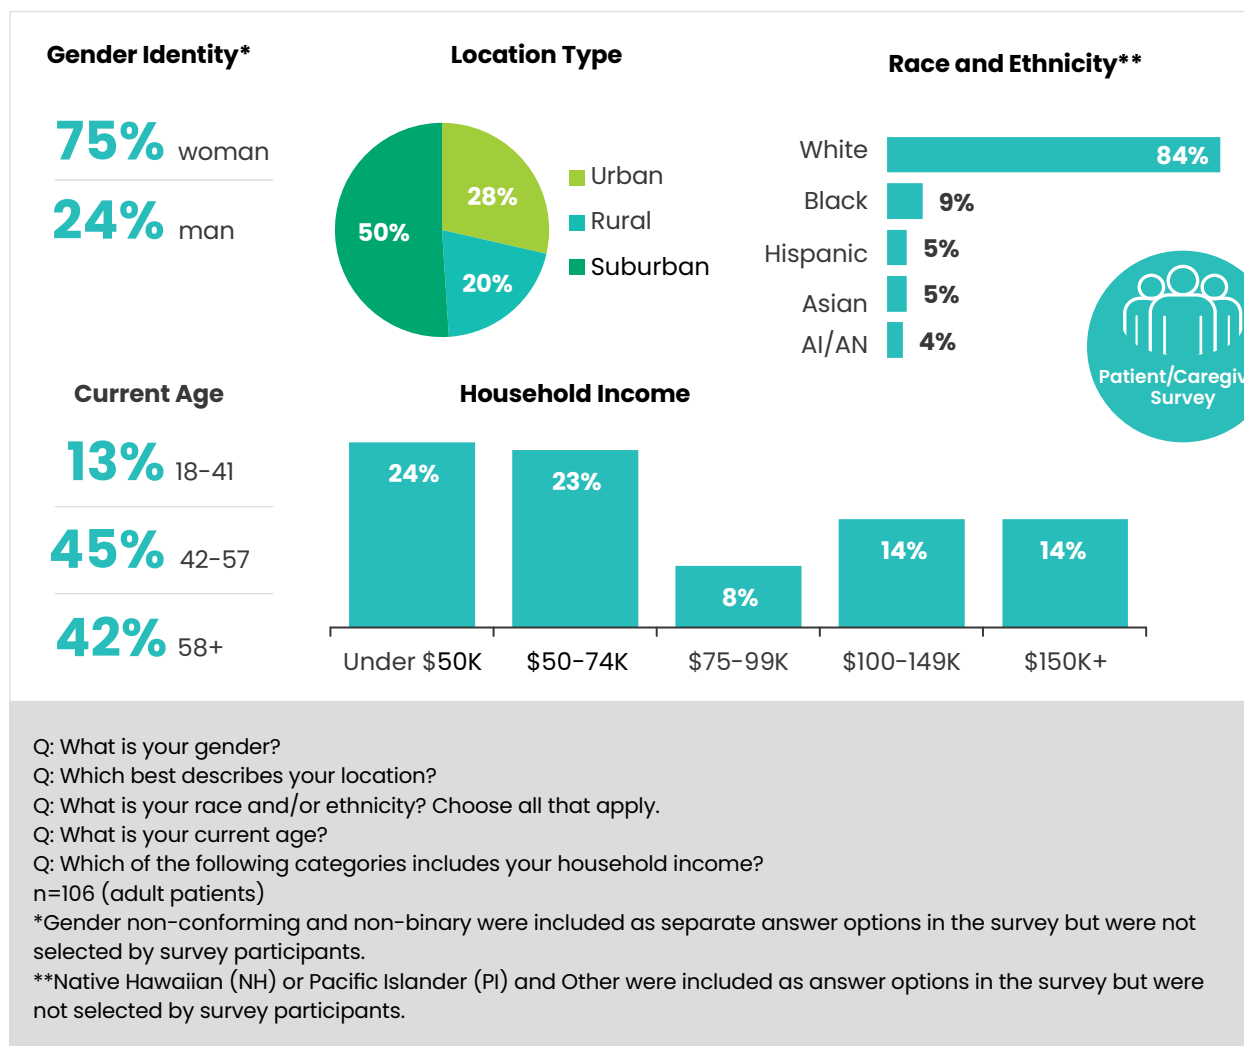 Gender Identity*
75% woman
24% man
Location Type
28%
50%
20%
Urban
Rural
Suburban
Race and Ethnicity**
White 84%
Black 9%
Hispanic 5%
Asian 5%
AI/AN 4%
Patient/Caregiv
Survey
Current Age
13% 18-41
45% 42-57
42% 58+
Household Income
24%
23%
8%
14%
14%
Under $50K
$50-74K
$75-99K
$100-149K
$150K+
Q: What is your gender?
Q: Which best describes your location?
Q: What is your race and/or ethnicity? Choose all that apply.
Q: What is your current age?
Q: Which of the following categories includes your household income?
n=106 (adult patients)
*Gender non-conforming and non-binary were included as separate answer options in the survey but were not
selected by survey participants.
**Native Hawaiian (NH) or Pacific Islander (PI) and Other were included as answer options in the survey but were
not selected by survey participants.